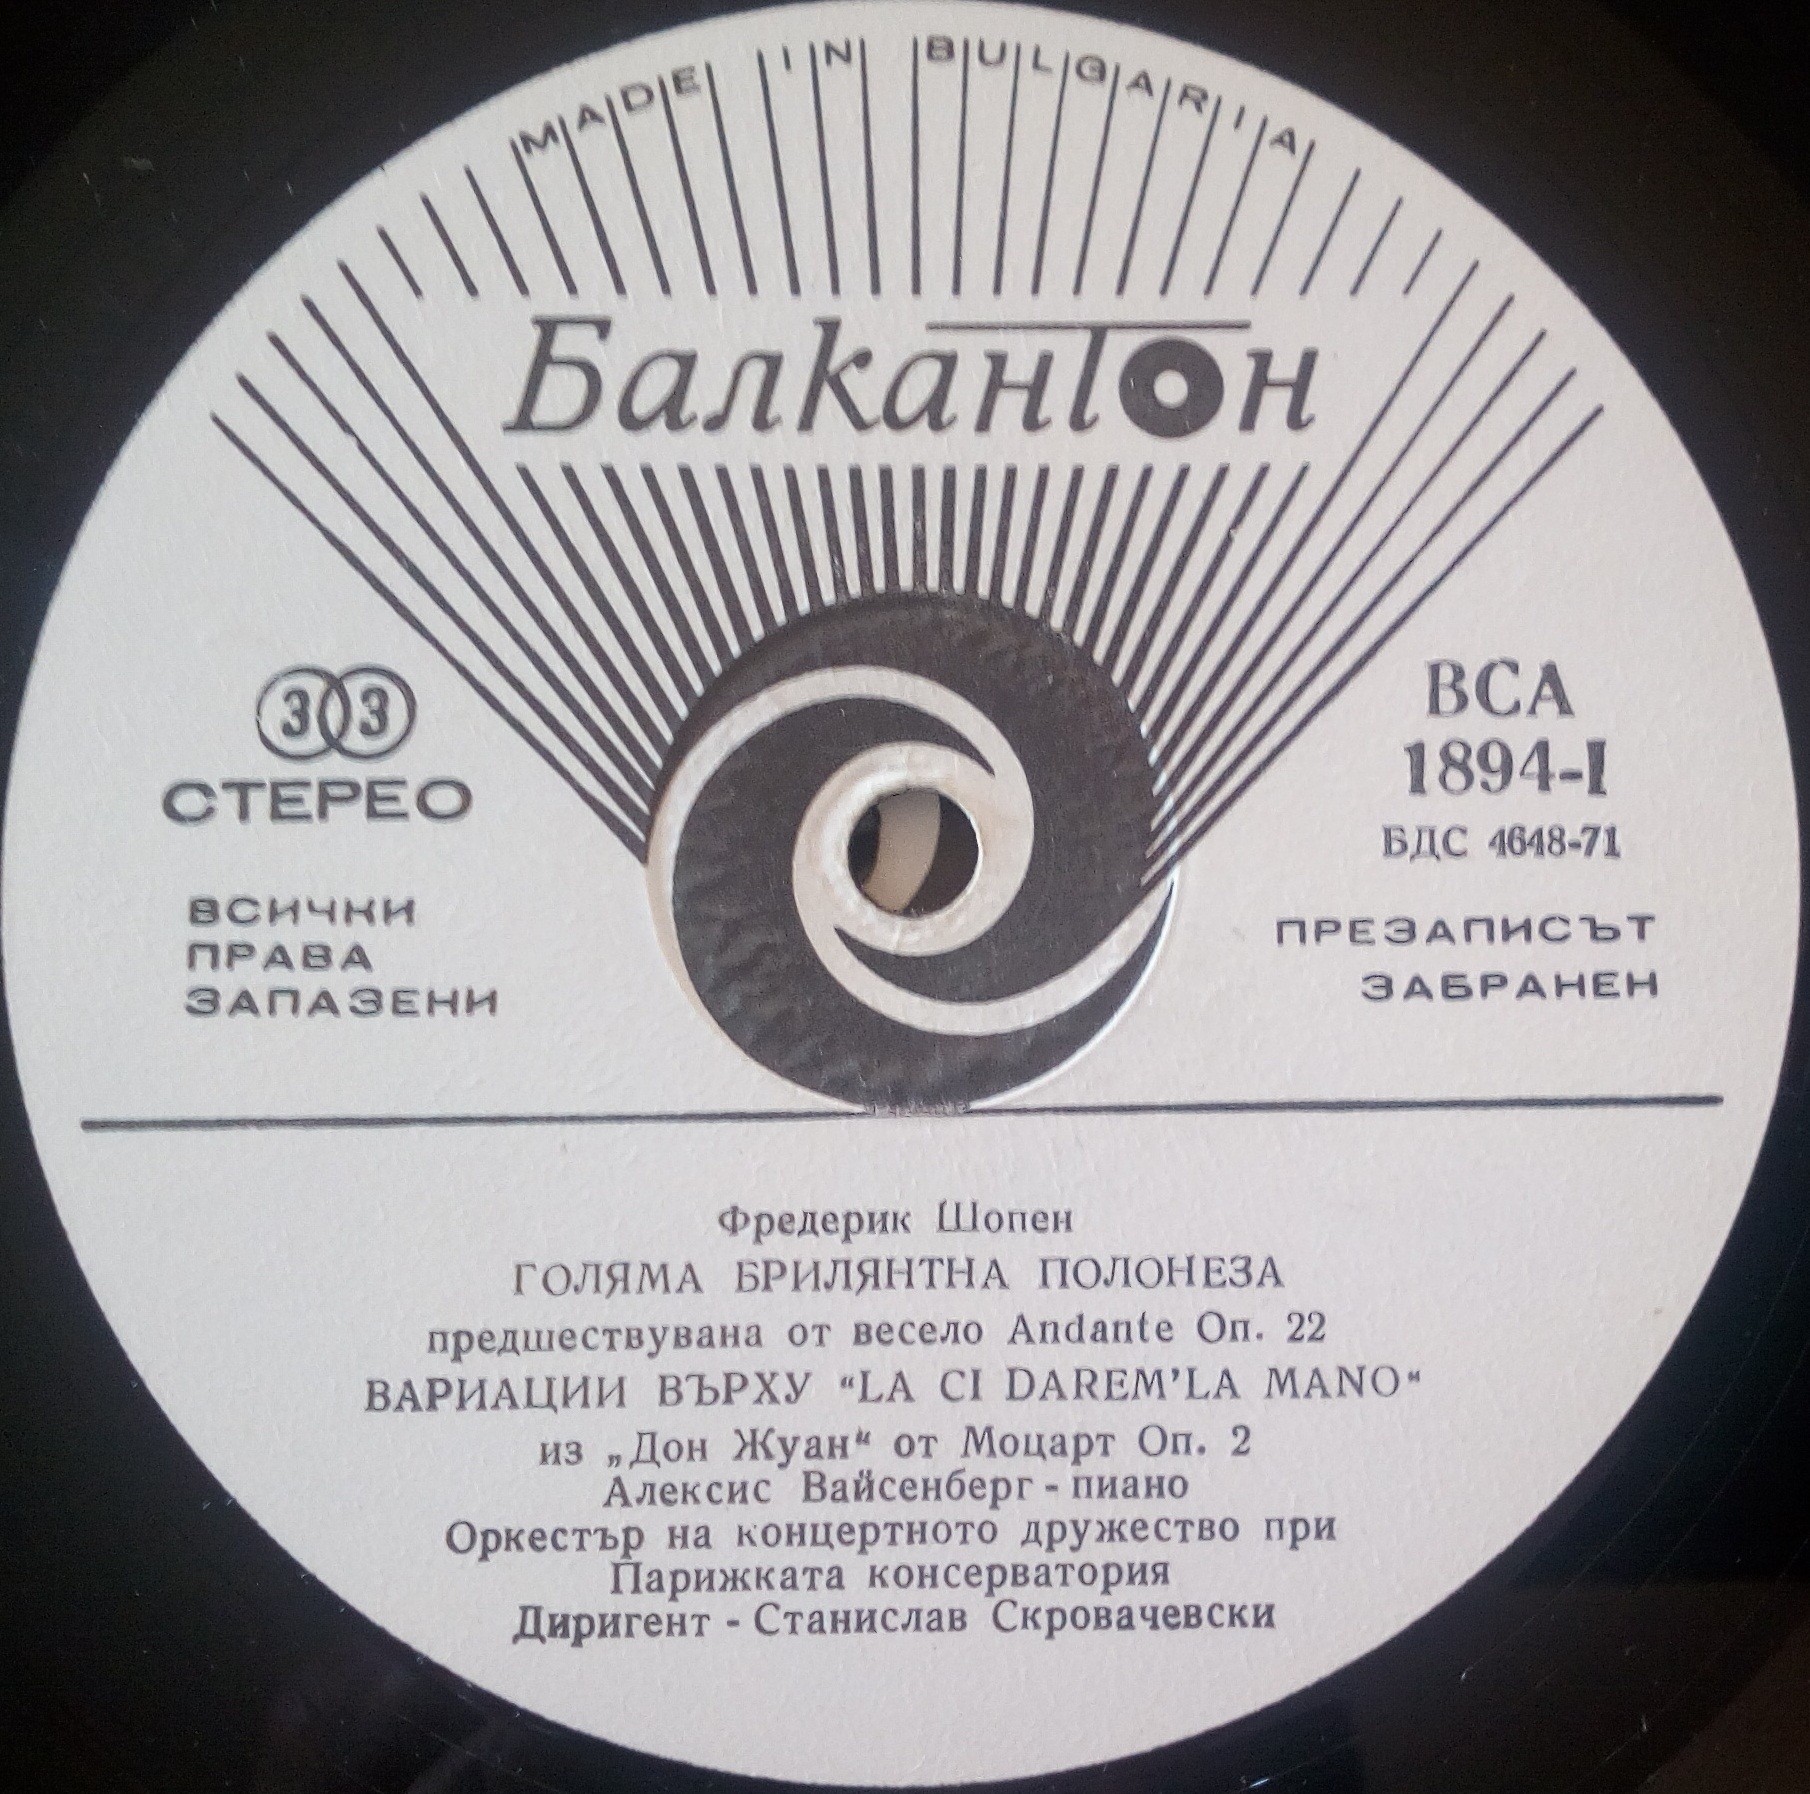 MADE IN BULGARIA
Балкантон
33
СТЕРЕО
ВСИЧКИ
ПРАВА
ЗАПАЗЕНИ
ВСА
1894-I
БДС 4648-71
ПРЕЗАПИСЪТ
ЗАБРАНЕН
Фредерик Шопен
ГОЛЯМА БРИЛЯНТНА ПОЛОНЕЗА
предшествувана от весело Andante Оп. 22
ВАРИАЦИИ ВЪРХУ “LA CI DAREM’LA MANO“
из „Дон Жуан“ от Моцарт Оп. 2
Алексис Вайсенберг - пиано
Оркестър на концертното дружество при
Парижката консерватория
Диригент - Станислав Скровачевски